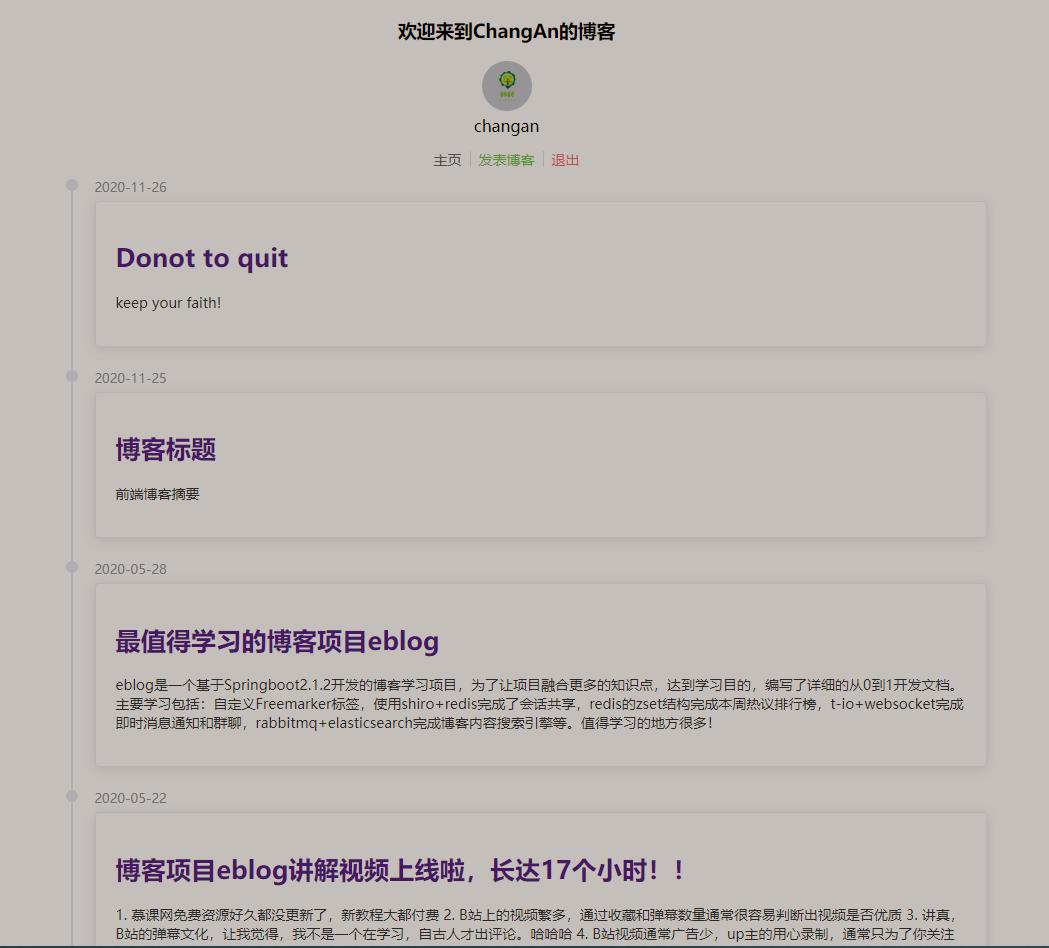 欢迎来到ChangAn的博客
changan
主页 发表博客 退出
2020-11-26
Donot to quit
keep your faith!
2020-11-25
博客标题
前端博客摘要
2020-05-28
最值得学习的博客项目eblog
eblog是一个基于Springboot2.1.2开发的博客学习项目，为了让项目融合更多的知识点，达到学习目的，编写了详细的从0到1开发文档。
主要学习包括：自定义Freemarker标签，使用shiro+redis完成了会话共享，redis的zset结构完成本周热议排行榜，t-io+websocket完成
即时消息通知和群聊，rabbitmq+elasticsearch完成博客内容搜索引擎等。值得学习的地方很多！
2020-05-22
博客项目eblog讲解视频上线啦，长达17个小时！！
1. 慕课网免费资源好久都没更新了，新教程大都付费 2. B站上的视频繁多，通过收藏和弹幕数量通常很容易判断出视频是否优质 3. 讲真，
B站的弹幕文化，让我觉得，我不是一个在学习，自古人才出评论。哈哈哈 4. B站视频通常广告少，up主的用心录制，通常只为了你关注